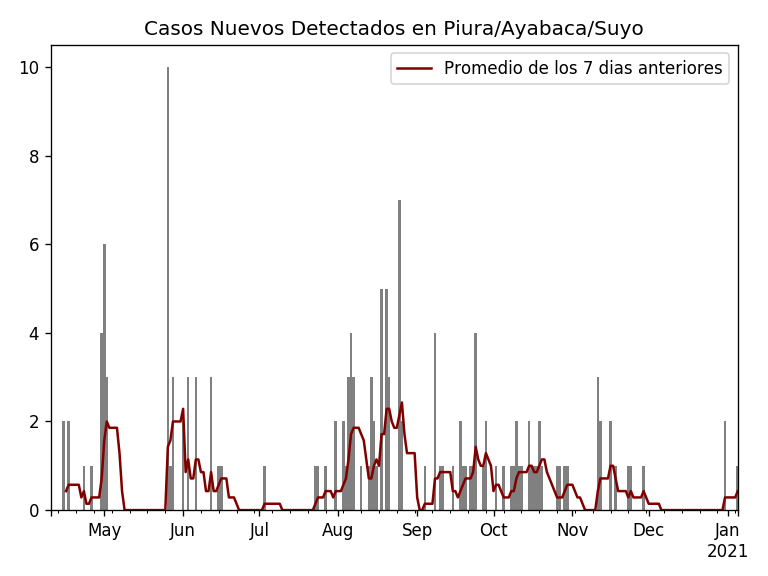 Casos Nuevos Detectados en Piura/Ayabaca/Suyo
Promedio de los 7 dias anteriores
10
8
6
4
2
0
May Jun Jul Aug Sep Oct Nov Dec Jan
2021